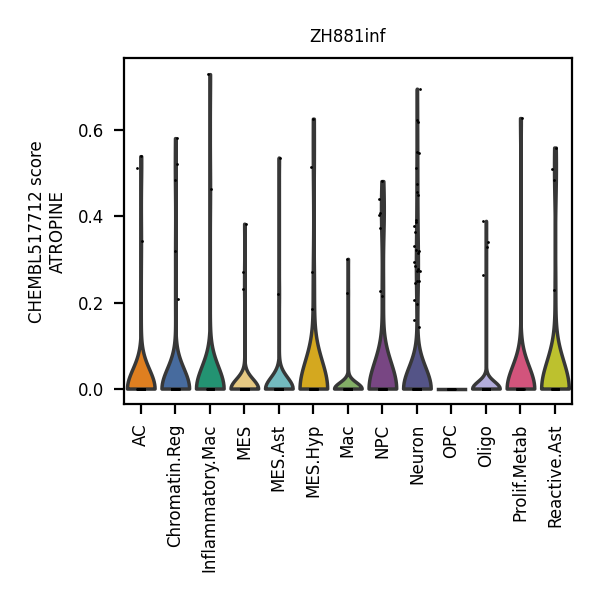 ZH881inf
CHEMBL517712 score
ATROPINE
0.6
0.4
0.2
0.0
AC
Chromatin.Reg
Inflammatory.Mac
MES
MES.Ast
MES.Hyp
Mac
NPC
Neuron
OPC
Oligo
Prolif.Metab
Reactive.Ast